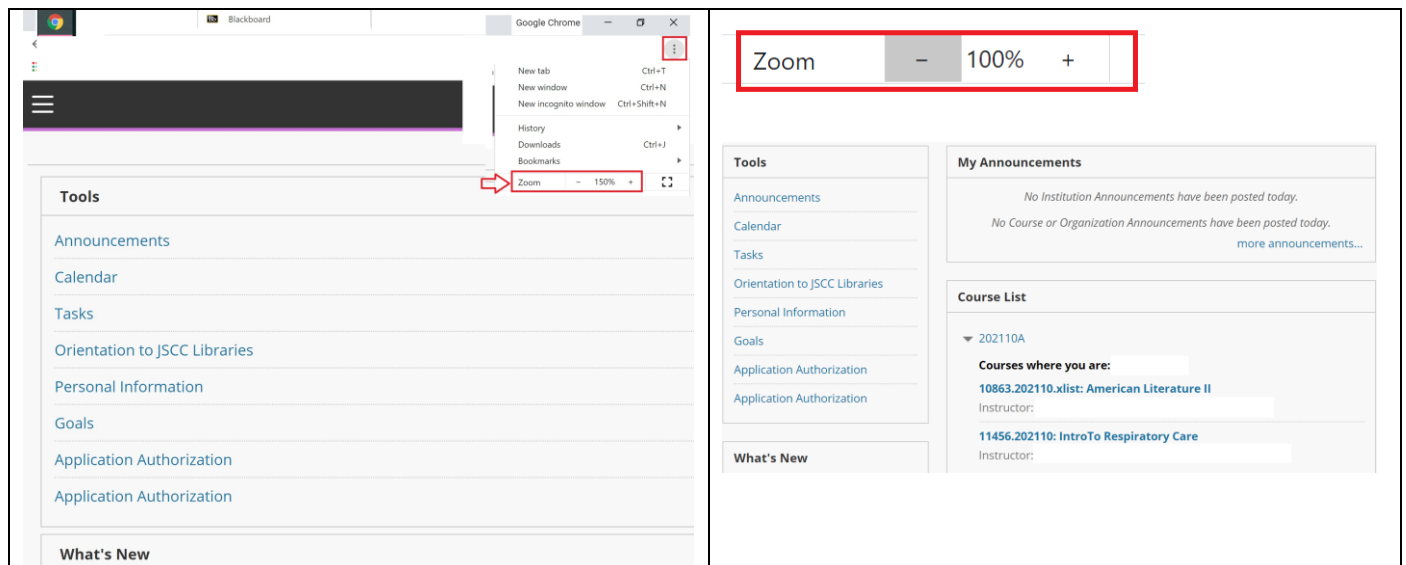 Blackboard
Google Chrome
New tab Ctrl+T
New window Ctrl+N
New incognito window Ctrl+Shift+N
History
Downloads Ctrl+J
Bookmarks
Zoom - 150% +
Tools
Announcements
Calendar
Tasks
Orientation to JSCC Libraries
Personal Information
Goals
Application Authorization
Application Authorization
What's New
Zoom - 100% +
Tools
Announcements
Calendar
Tasks
Orientation to JSCC Libraries
Personal Information
Goals
Application Authorization
Application Authorization
What's New
My Announcements
No Institution Announcements have been posted today.
No Course or Organization Announcements have been posted today.
more announcements...
Course List
202110A
Courses where you are:
10863.202110.xlist: American Literature II
Instructor:
11456.202110: IntroTo Respiratory Care
Instructor: